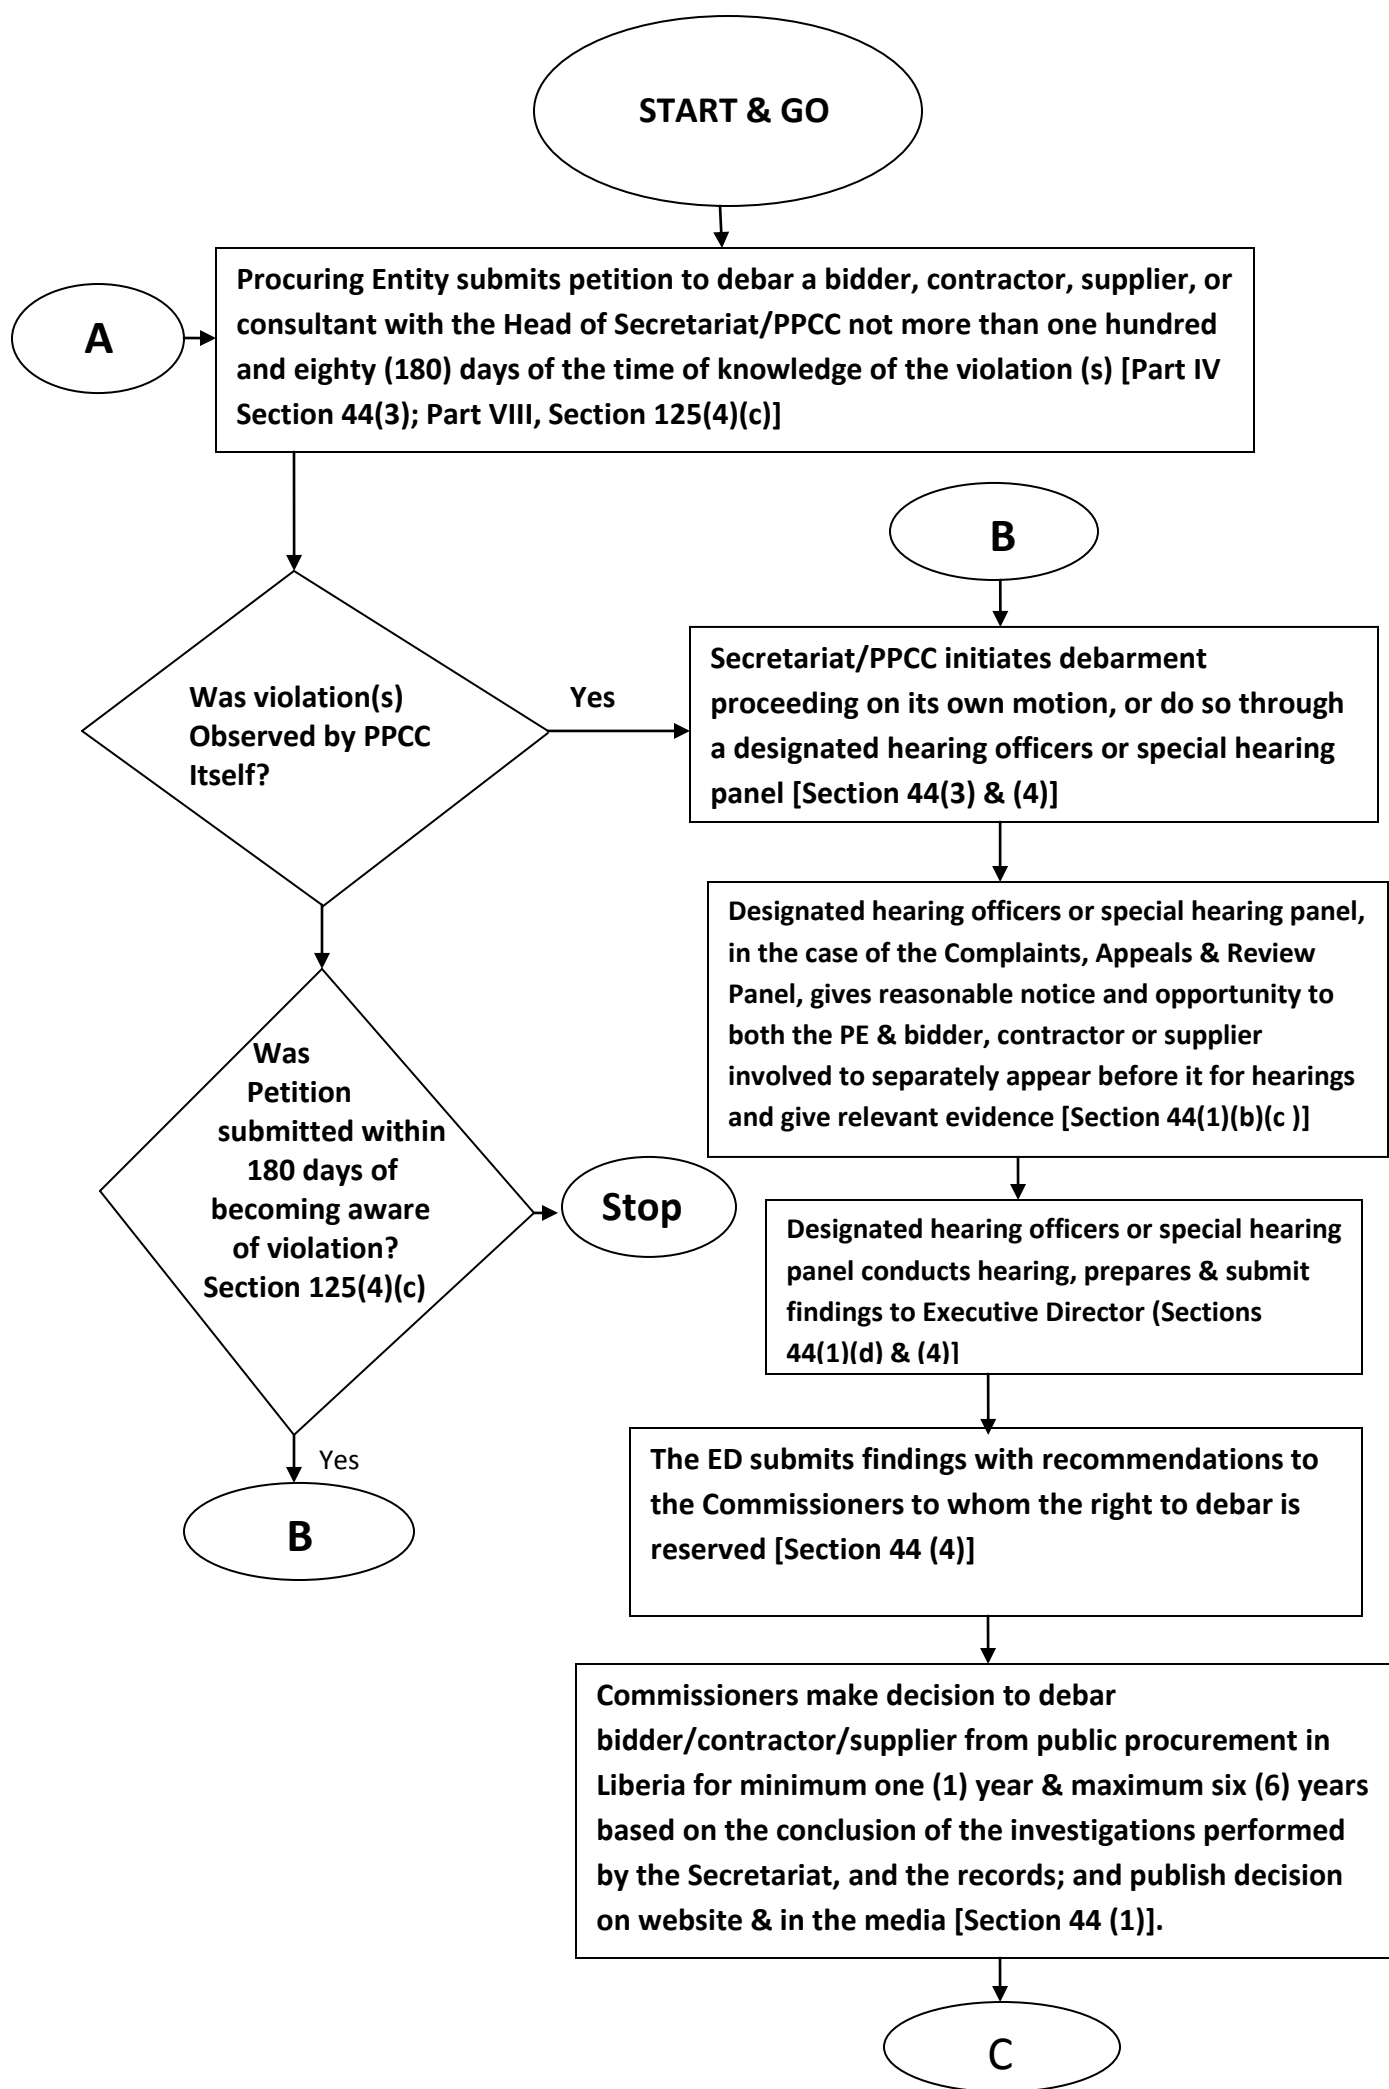 START & GO
A
Procuring Entity submits petition to debar a bidder, contractor, supplier, or
consultant with the Head of Secretariat/PPCC not more than one hundred
and eighty (180) days of the time of knowledge of the violation (s) [Part IV
Section 44(3); Part VIII, Section 125(4)(c)]
B
Was violation(s)
Observed by PPCC
Itself?
Yes
Secretariat/PPCC initiates debarment
proceeding on its own motion, or do so through
a designated hearing officers or special hearing
panel [Section 44(3) & (4)]
Designated hearing officers or special hearing panel,
in the case of the Complaints, Appeals & Review
Panel, gives reasonable notice and opportunity to
both the PE & bidder, contractor or supplier
involved to separately appear before it for hearings
and give relevant evidence [Section 44(1)(b)(c )]
Was
Petition
submitted within
180 days of
becoming aware
of violation?
Section 125(4)(c)
Stop
Designated hearing officers or special hearing
panel conducts hearing, prepares & submit
findings to Executive Director (Sections
44(1)(d) & (4)]
Yes
B
The ED submits findings with recommendations to
the Commissioners to whom the right to debar is
reserved [Section 44 (4)]
Commissioners make decision to debar
bidder/contractor/supplier from public procurement in
Liberia for minimum one (1) year & maximum six (6) years
based on the conclusion of the investigations performed
by the Secretariat, and the records; and publish decision
on website & in the media [Section 44 (1)].
C